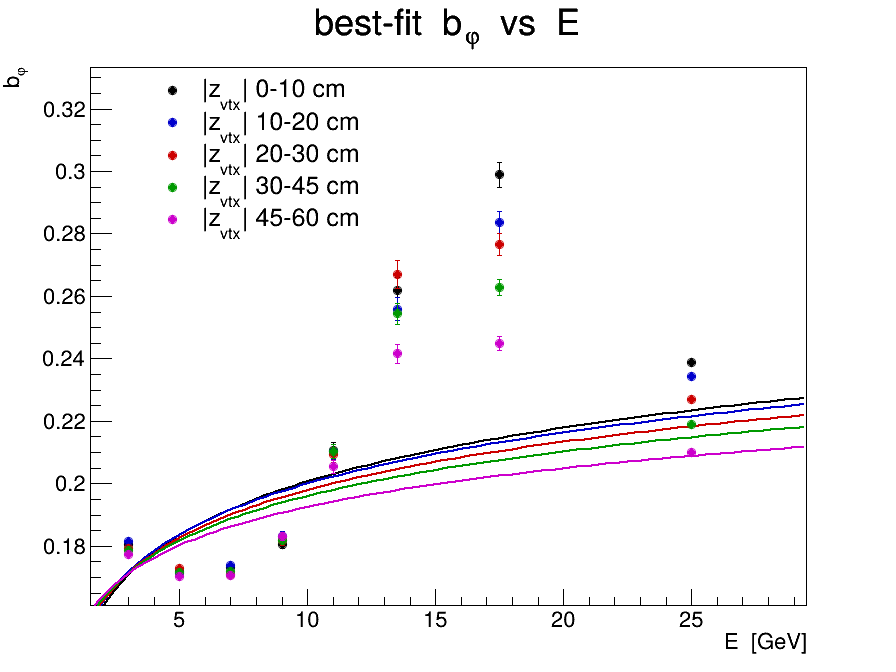 best-fit b_φ vs E
b_φ
|z_vtx| 0-10 cm
|z_vtx| 10-20 cm
|z_vtx| 20-30 cm
|z_vtx| 30-45 cm
|z_vtx| 45-60 cm
0.32
0.3
0.28
0.26
0.24
0.22
0.2
0.18
5 10 15 20 25
E [GeV]